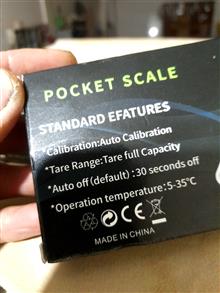 POCKET SCALE
STANDARD EFATURES
*Calibration:Auto Calibration
*Tare Range:Tare full Capacity
*Auto off (default) :30 seconds off
*Operation temperature:5-35℃
CE
MADE IN CHINA